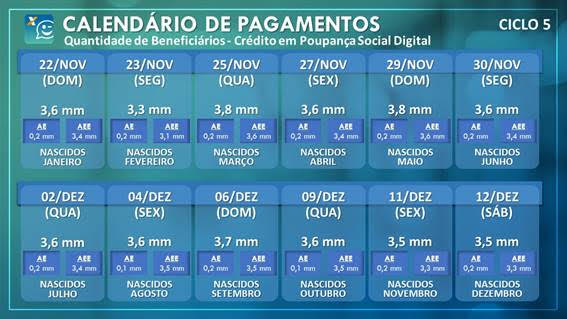 CALENDÁRIO DE PAGAMENTOS
CICLO 5
Quantidade de Beneficiários - Crédito em Poupança Social Digital
22/NOV
(DOM)
3,6 mm
AE
0,2 mm
AEE
3,4 mm
NASCIDOS
JANEIRO
23/NOV
(SEG)
3,3 mm
AE
0,2 mm
AEE
3,1 mm
NASCIDOS
FEVEREIRO
25/NOV
(QUA)
3,8 mm
AE
0,2 mm
AEE
3,6 mm
NASCIDOS
MARÇO
27/NOV
(SEX)
3,6 mm
AE
0,2 mm
AEE
3,4 mm
NASCIDOS
ABRIL
29/NOV
(DOM)
3,8 mm
AE
0,2 mm
AEE
3,6 mm
NASCIDOS
MAIO
30/NOV
(SEG)
3,6 mm
AE
0,2 mm
AEE
3,4 mm
NASCIDOS
JUNHO
02/DEZ
(QUA)
3,6 mm
AE
0,2 mm
AEE
3,4 mm
NASCIDOS
JULHO
04/DEZ
(SEX)
3,6 mm
AE
0,1 mm
AEE
3,5 mm
NASCIDOS
AGOSTO
06/DEZ
(DOM)
3,7 mm
AE
0,2 mm
AEE
3,5 mm
NASCIDOS
SETEMBRO
09/DEZ
(QUA)
3,6 mm
AE
0,1 mm
AEE
3,5 mm
NASCIDOS
OUTUBRO
11/DEZ
(SEX)
3,5 mm
AE
0,2 mm
AEE
3,3 mm
NASCIDOS
NOVEMBRO
12/DEZ
(SÁB)
3,5 mm
AE
0,2 mm
AEE
3,3 mm
NASCIDOS
DEZEMBRO